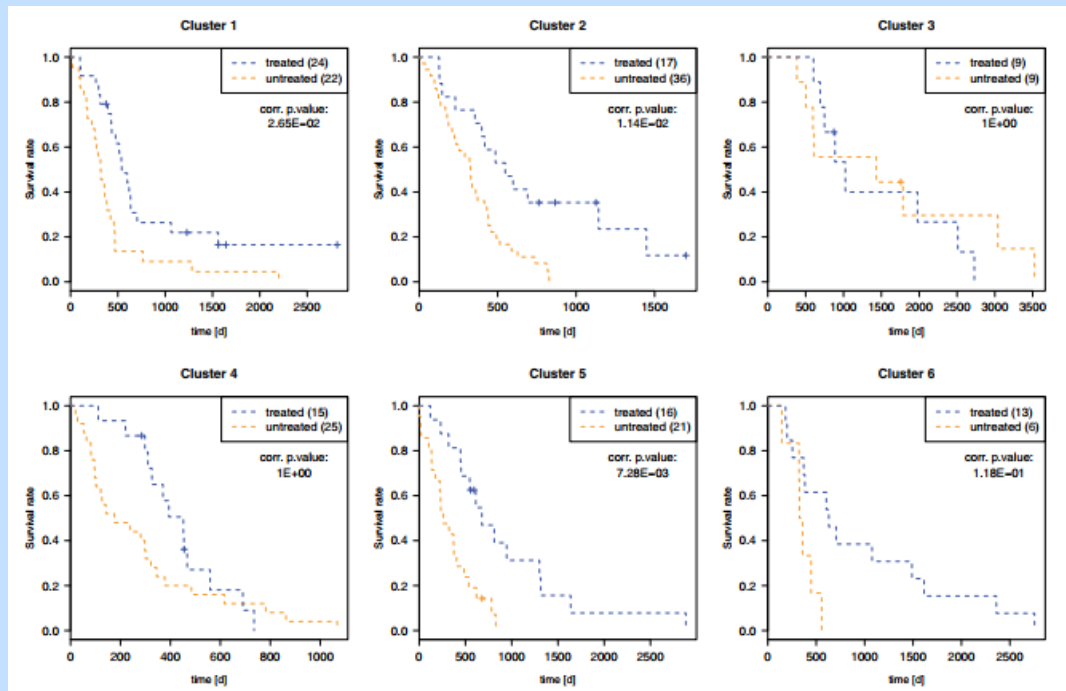 Cluster 1
treated (24)
untreated (22)
corr. p.value:
2.65E−02
Survival rate
1.0
0.8
0.6
0.4
0.2
0.0
0 500 1000 1500 2000 2500
time [d]
Cluster 2
treated (17)
untreated (36)
corr. p.value:
1.14E−02
Survival rate
1.0
0.8
0.6
0.4
0.2
0.0
0 500 1000 1500
time [d]
Cluster 3
treated (9)
untreated (9)
corr. p.value:
1E+00
Survival rate
1.0
0.8
0.6
0.4
0.2
0.0
0 500 1000 1500 2000 2500 3000 3500
time [d]
Cluster 4
treated (15)
untreated (25)
corr. p.value:
1E+00
Survival rate
1.0
0.8
0.6
0.4
0.2
0.0
0 200 400 600 800 1000
time [d]
Cluster 5
treated (16)
untreated (21)
corr. p.value:
7.28E−03
Survival rate
1.0
0.8
0.6
0.4
0.2
0.0
0 500 1000 1500 2000 2500
time [d]
Cluster 6
treated (13)
untreated (6)
corr. p.value:
1.18E−01
Survival rate
1.0
0.8
0.6
0.4
0.2
0.0
0 500 1000 1500 2000 2500
time [d]